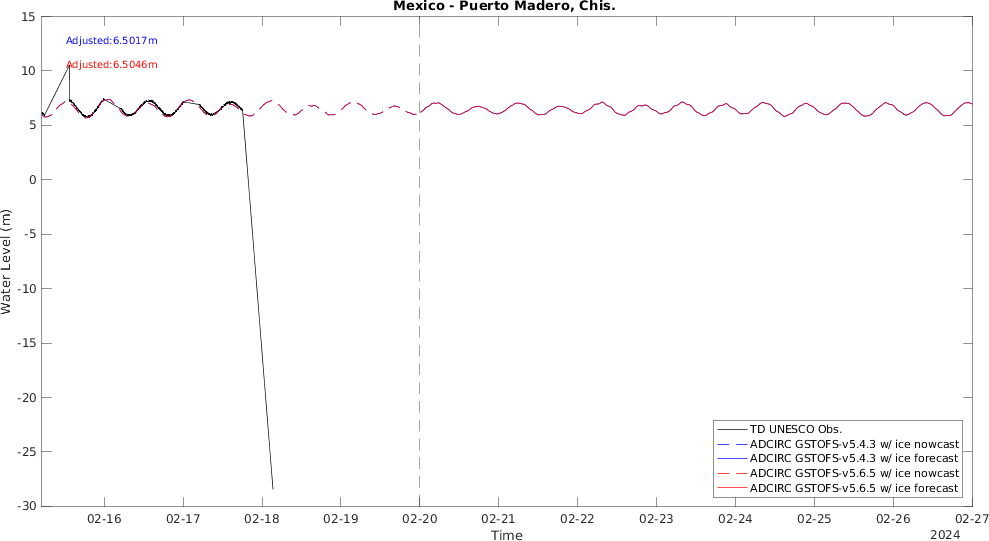 Mexico - Puerto Madero, Chis.
15
Adjusted:6.5017m
Adjusted:6.5046m
10
5
0
-5
-10
-15
-20
-25
-30
Water Level (m)
TD UNESCO Obs.
ADCIRC GSTOFS-v5.4.3 w/ ice nowcast
ADCIRC GSTOFS-v5.4.3 w/ ice forecast
ADCIRC GSTOFS-v5.6.5 w/ ice nowcast
ADCIRC GSTOFS-v5.6.5 w/ ice forecast
02-16 02-17 02-18 02-19 02-20 02-21 02-22 02-23 02-24 02-25 02-26 02-27
Time
2024